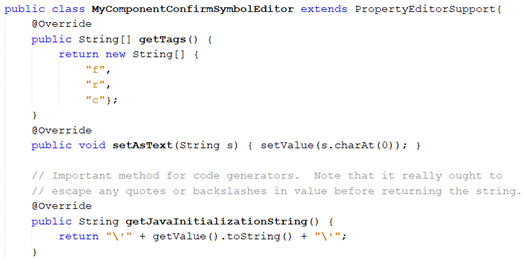 public class MyComponentConfirmSymbolEditor extends PropertyEditorSupport{
@Override
public String[] getTags() {
return new String[] {
"f",
"r",
"c"};
}
@Override
public void setAsText(String s) { setValue(s.charAt(0)); }
// Important method for code generators.  Note that it really ought to
// escape any quotes or backslashes in value before returning the string.
@Override
public String getJavaInitializationString() {
return "\'" + getValue().toString() + "\'";
}